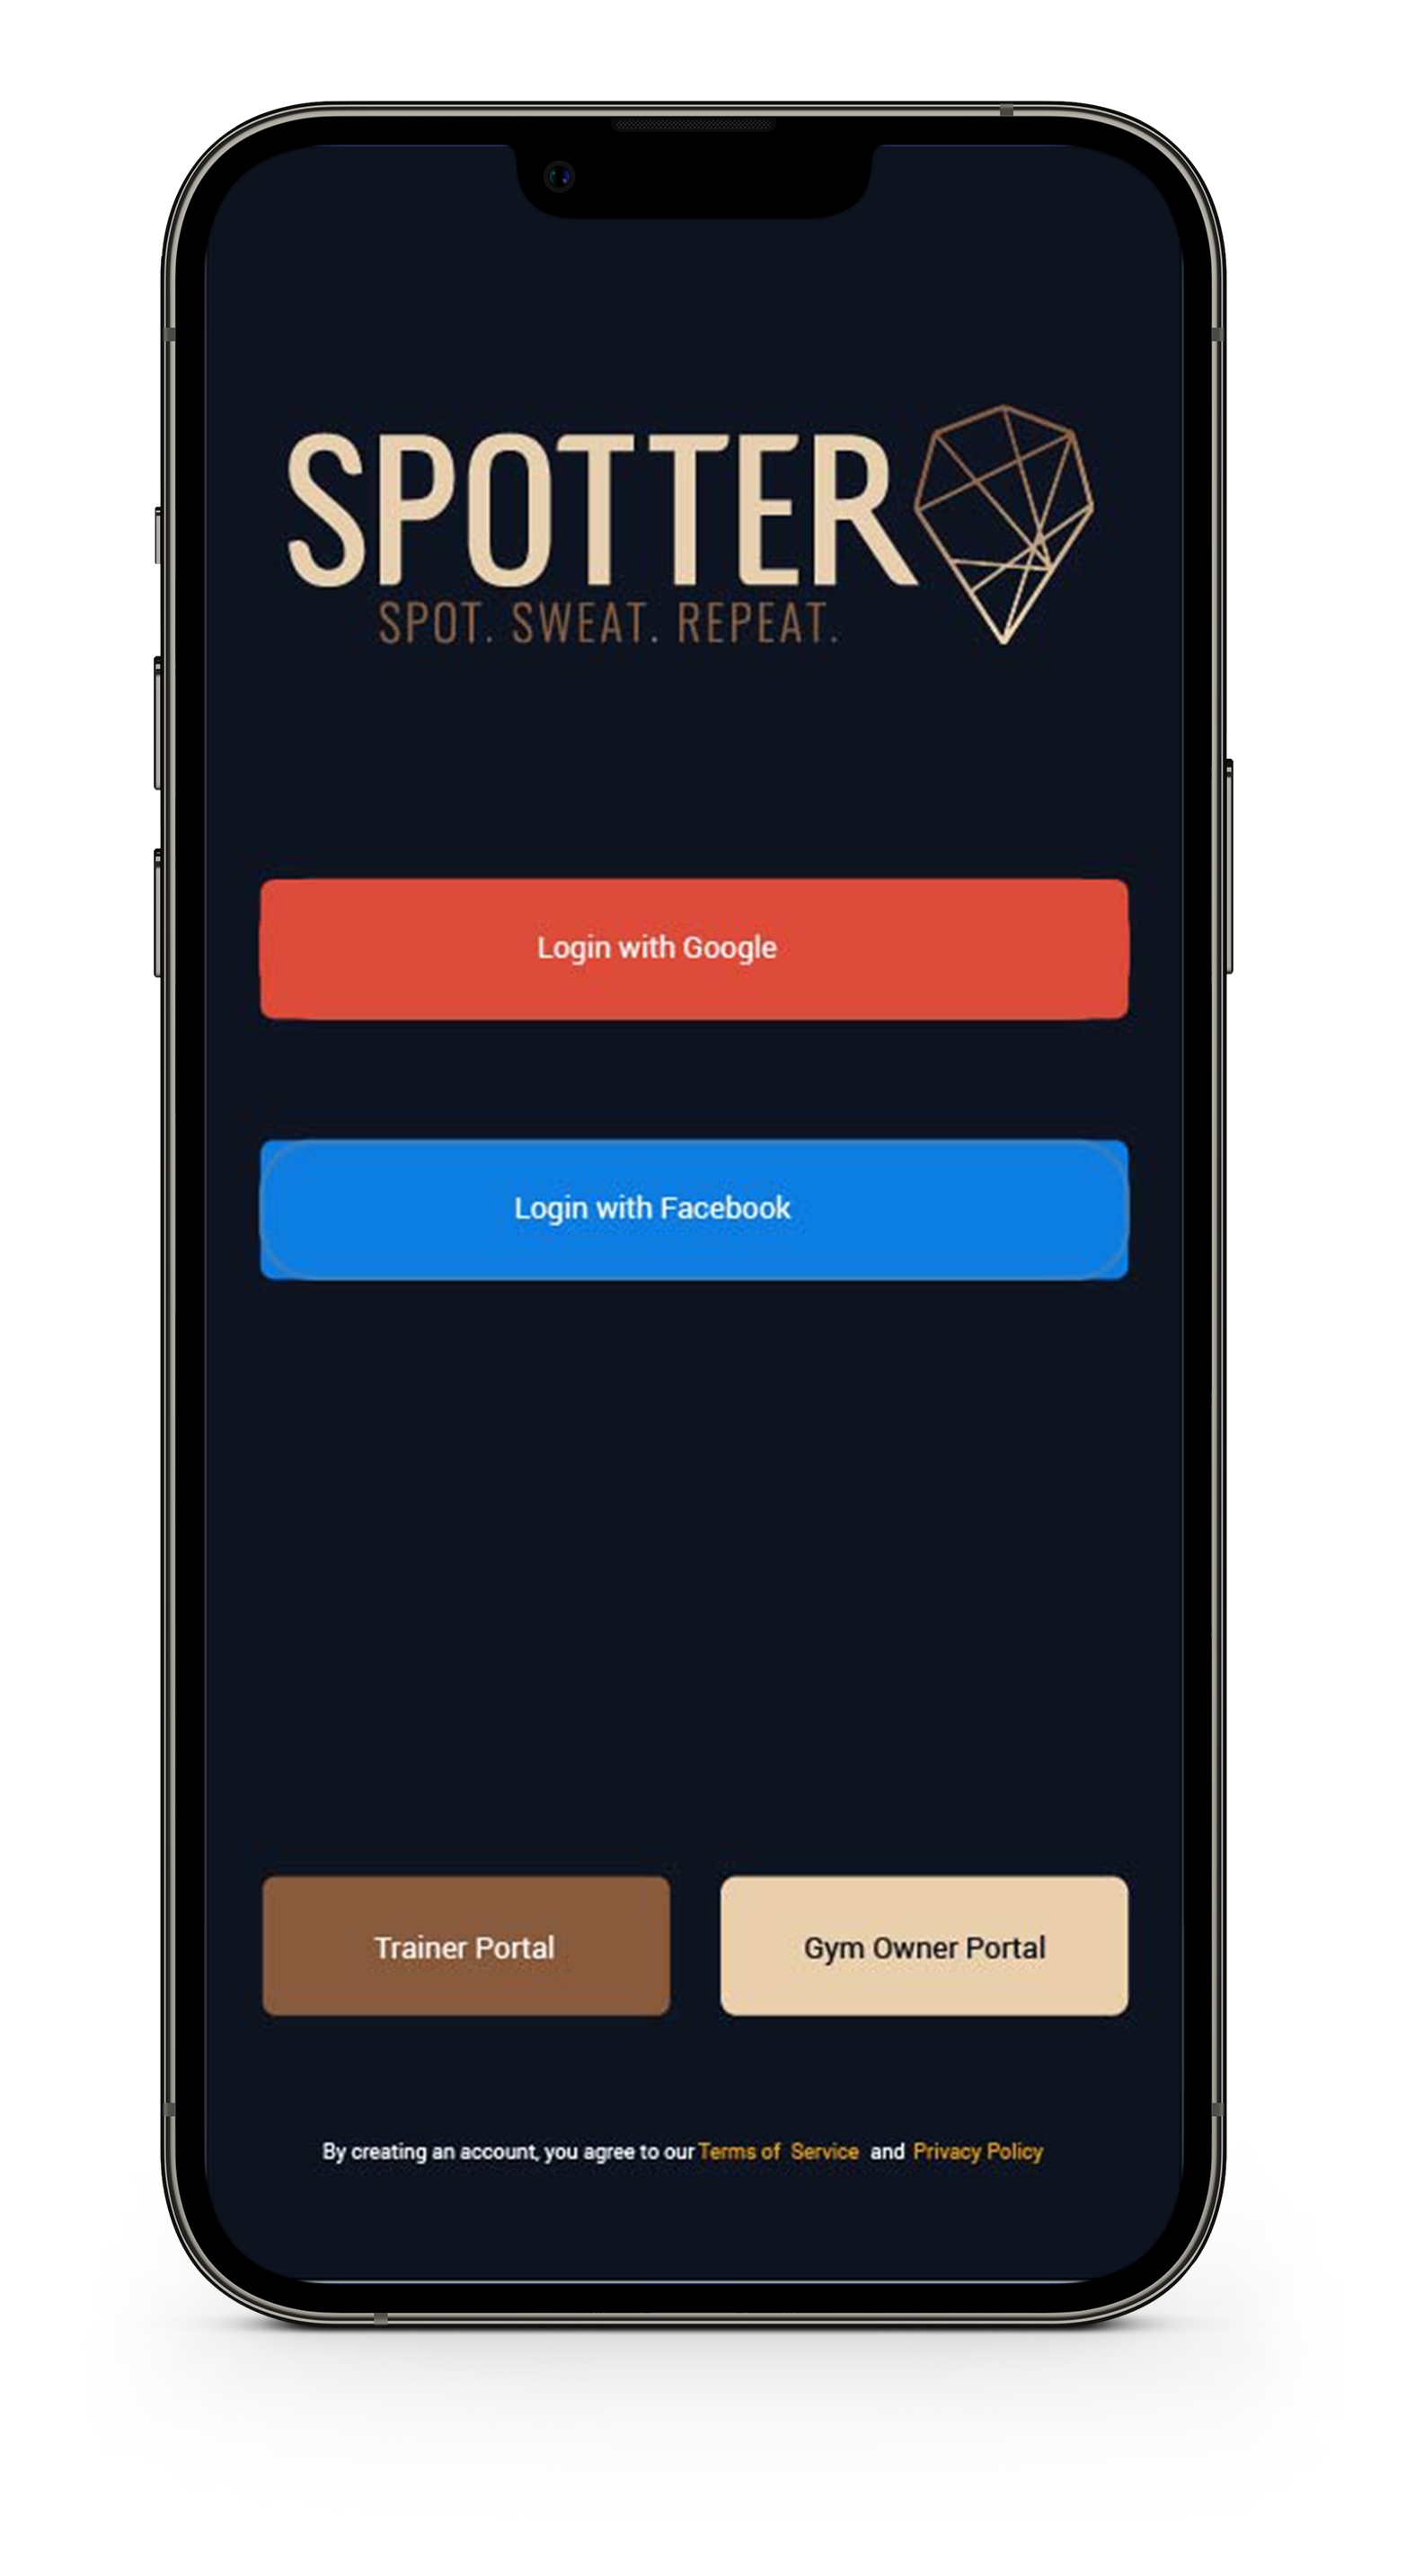 SPOTTER
SPOT. SWEAT. REPEAT.
Login with Google
Login with Facebook
Trainer Portal
Gym Owner Portal
By creating an account, you agree to our Terms of Service and Privacy Policy